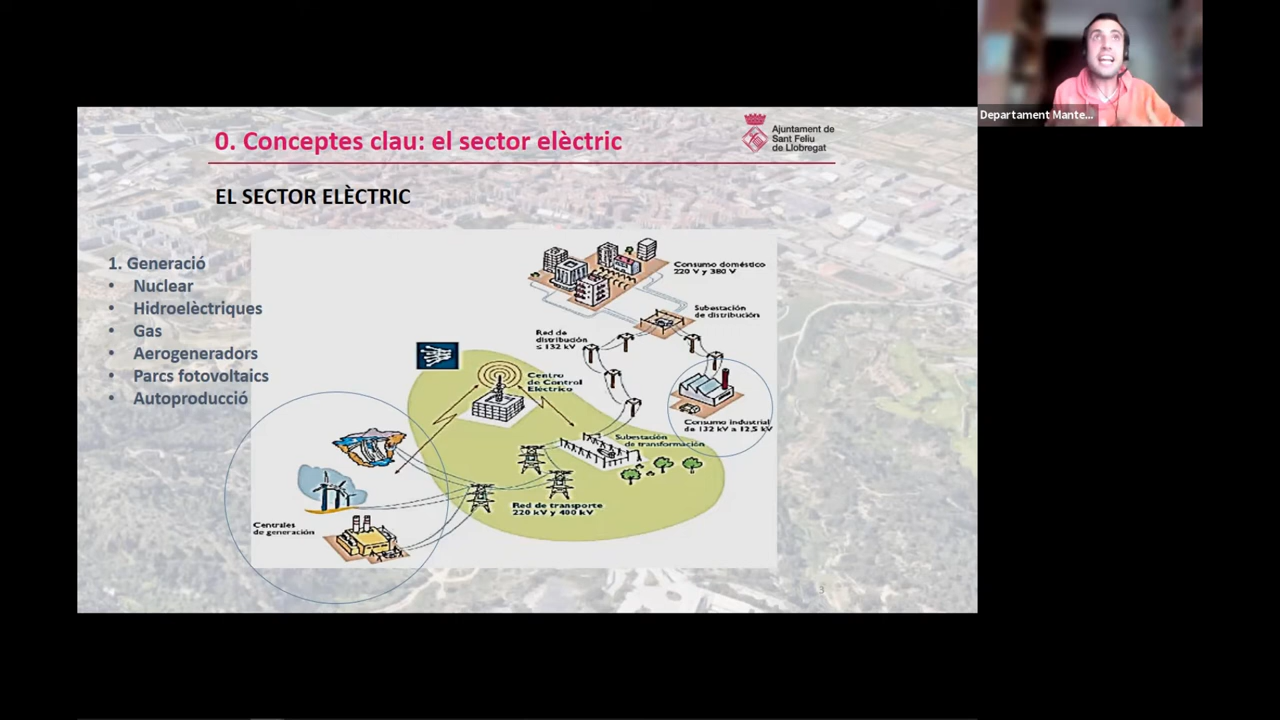 Departament Mante...
0. Conceptes clau: el sector elèctric
Ajuntament de
Sant Feliu
de Llobregat
EL SECTOR ELÈCTRIC
1. Generació
• Nuclear
• Hidroelèctriques
• Gas
• Aerogeneradors
• Parcs fotovoltaics
• Autoproducció
Consumo doméstico
220 V y 380 V
Subestación
de distribución
Red de
distribución
≤ 132 kV
Centro
de Control
Eléctrico
Consumo industrial
de 132 kV a 12,5 kV
Subestación
de transformación
Red de transporte
220 kV y 400 kV
Centrales
de generación
3